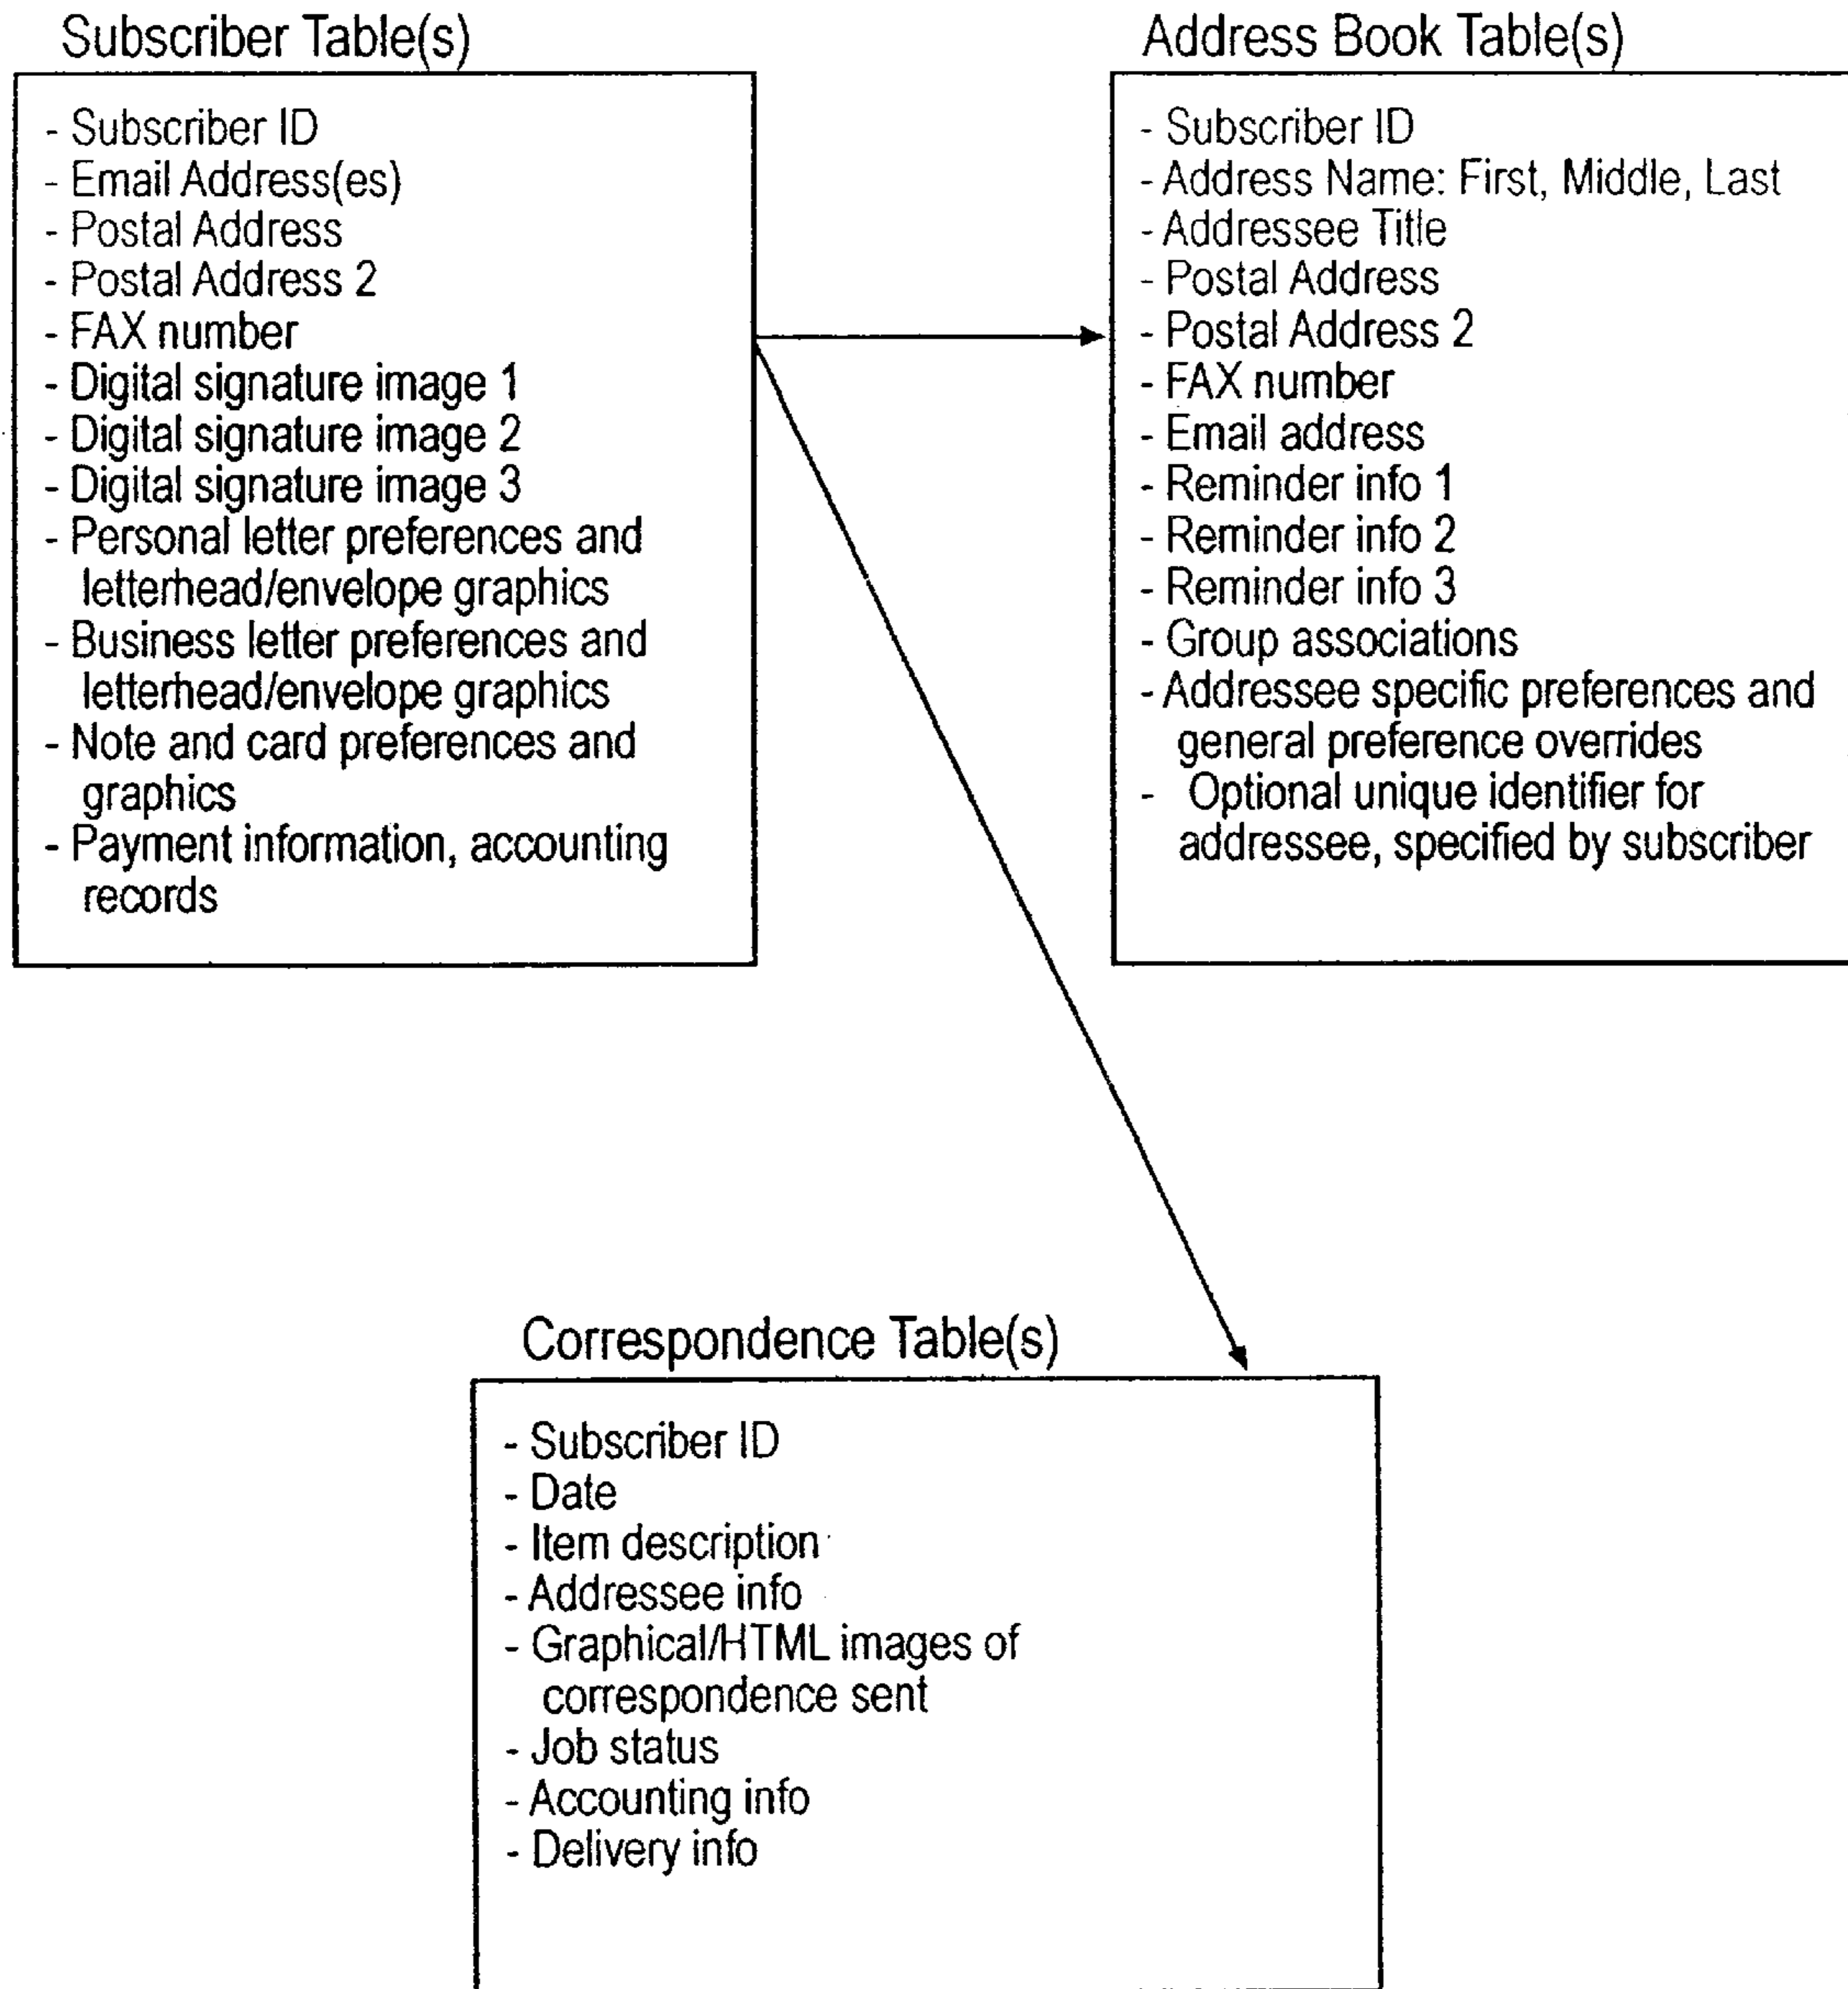 Subscriber Table(s)
- Subscriber ID
- Email Address(es)
- Postal Address
- Postal Address 2
- FAX number
- Digital signature image 1
- Digital signature image 2
- Digital signature image 3
- Personal letter preferences and
letterhead/envelope graphics
- Business letter preferences and
letterhead/envelope graphics
- Note and card preferences and
graphics
- Payment information, accounting
records
Address Book Table(s)
- Subscriber ID
- Address Name: First, Middle, Last
- Addressee Title
- Postal Address
- Postal Address 2
- FAX number
- Email address
- Reminder info 1
- Reminder info 2
- Reminder info 3
- Group associations
- Addressee specific preferences and
general preference overrides
- Optional unique identifier for
addressee, specified by subscriber
Correspondence Table(s)
- Subscriber ID
- Date
- Item description
- Addressee info
- Graphical/HTML images of
correspondence sent
- Job status
- Accounting info
- Delivery info